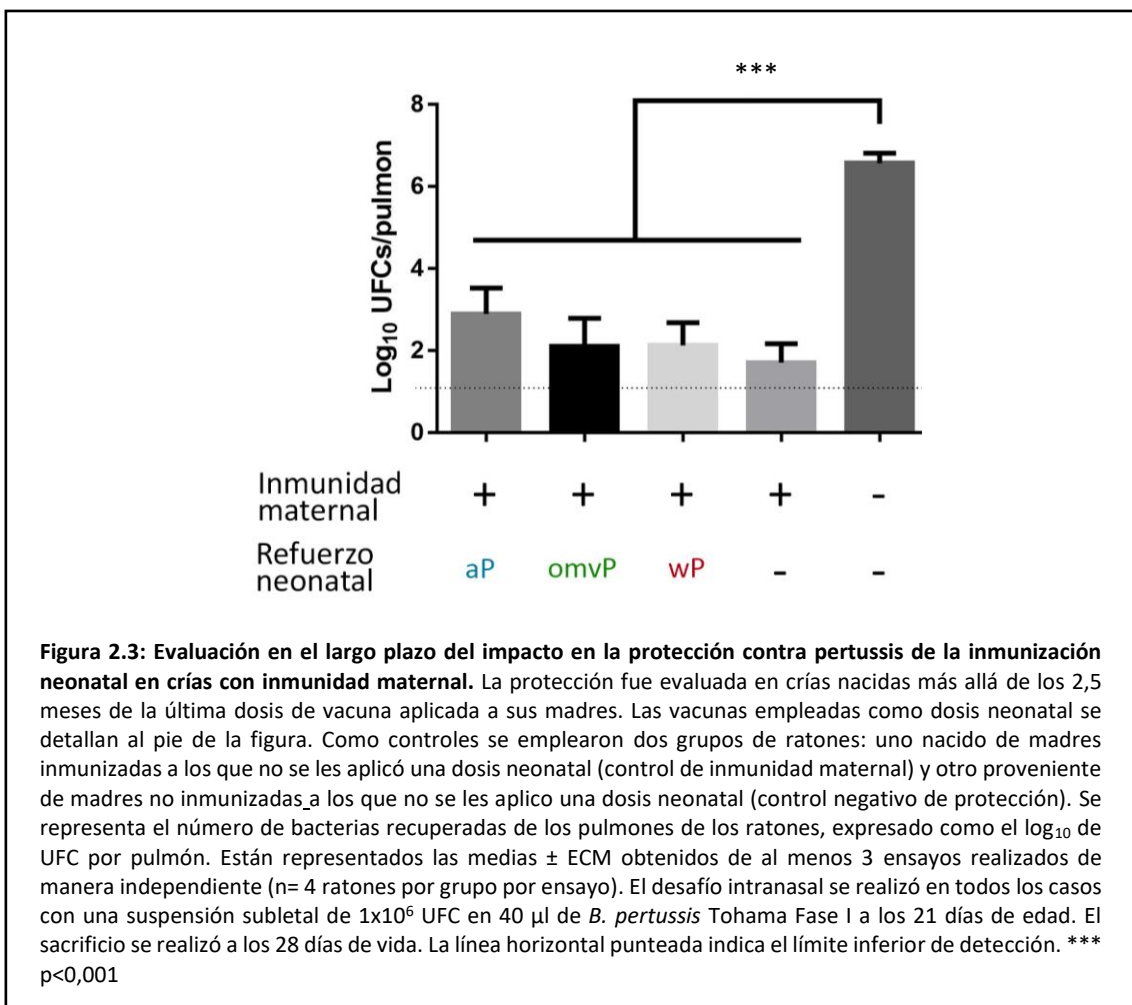 ***
8
6
4
2
0
Log10 UFCs/pulmon
Inmunidad maternal + + + + -
Refuerzo neonatal aP omvP wP - -
Figura 2.3: Evaluación en el largo plazo del impacto en la protección contra pertussis de la inmunización
neonatal en crías con inmunidad maternal. La protección fue evaluada en crías nacidas más allá de los 2,5
meses de la última dosis de vacuna aplicada a sus madres. Las vacunas empleadas como dosis neonatal se
detallan al pie de la figura. Como controles se emplearon dos grupos de ratones: uno nacido de madres
inmunizadas a los que no se les aplicó una dosis neonatal (control de inmunidad maternal) y otro proveniente
de madres no inmunizadas a los que no se les aplico una dosis neonatal (control negativo de protección). Se
representa el número de bacterias recuperadas de los pulmones de los ratones, expresado como el log10 de
UFC por pulmón. Están representados las medias ± ECM obtenidos de al menos 3 ensayos realizados de
manera independiente (n= 4 ratones por grupo por ensayo). El desafío intranasal se realizó en todos los casos
con una suspensión subletal de 1x10⁶ UFC en 40 μl de B. pertussis Tohama Fase I a los 21 días de edad. El
sacrificio se realizó a los 28 días de vida. La línea horizontal punteada indica el límite inferior de detección. ***
p<0,001